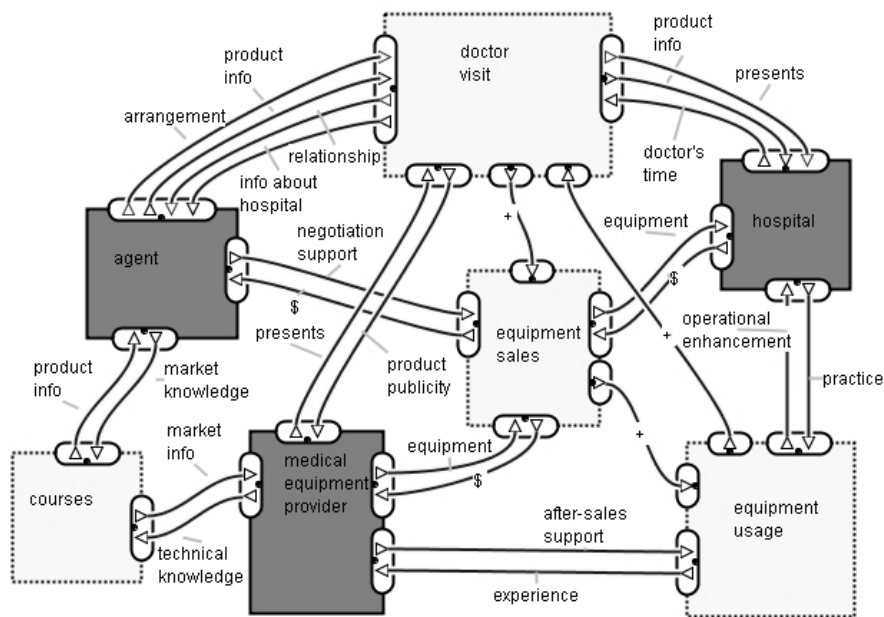 product
info
doctor
visit
product
info
presents
arrangement
relationship
doctor's
time
info about
hospital
+
equipment
hospital
agent
negotiation
support
$
$
equipment
sales
operational
enhancement
presents
+
product
info
market
knowledge
product
publicity
practice
market
info
medical
equipment
provider
equipment
$
+
courses
equipment
usage
after-sales
support
technical
knowledge
experience